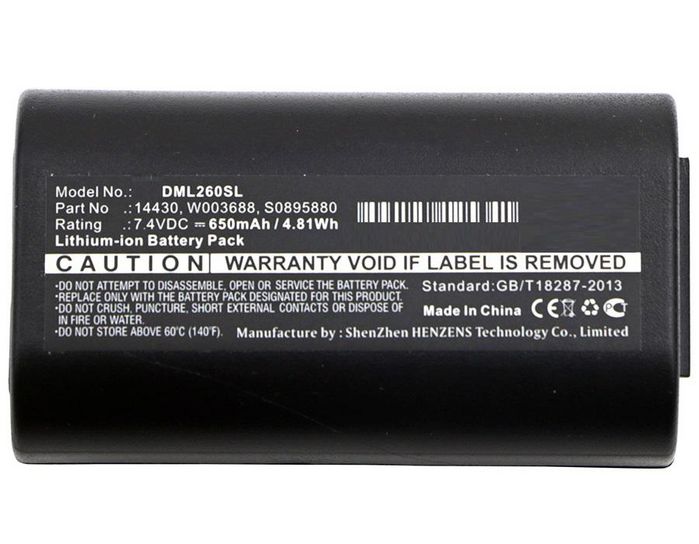 Model No.: DML260SL
Part No .:14430, W003688, S0895880
Rating .:7.4VDC ⎓ 650mAh / 4.81Wh
Lithium-ion Battery Pack
CAUTION WARRANTY VOID IF LABEL IS REMOVED
·DO NOT ATTEMPT TO DISASSEMBLE, OPEN OR SERVICE THE BATTERY PACK.
·REPLACE ONLY WITH THE BATTERY PACK DESIGNATED FOR THIS PRODUCT.
·DO NOT CRUSH, PUNCTURE, SHORT EXTERNAL CONTACTS OR DISPOSE OF
IN FIRE OR WATER.
·DO NOT STORE ABOVE 60°C (140°F).
Standard:GB/T18287-2013
Made In China CE
Manufacture by : ShenZhen HENZENS Technology Co., Limited